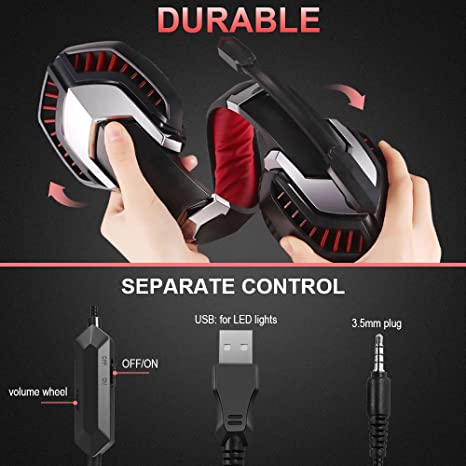 DURABLE
SEPARATE CONTROL
USB: for LED lights
3.5mm plug
OFF/ON
volume wheel